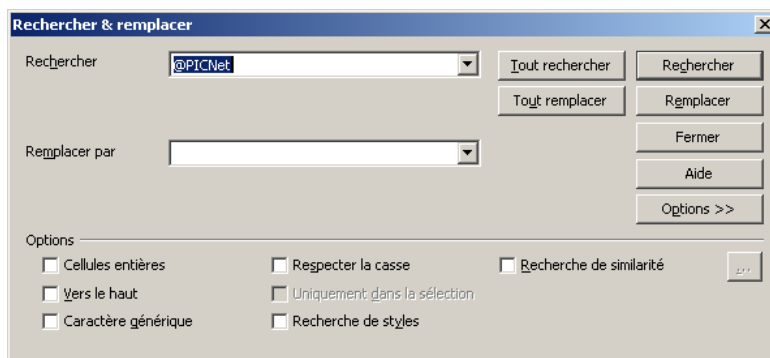 Rechercher & remplacer
Rechercher
@PICNet
Tout rechercher
Rechercher
Tout remplacer
Remplacer
Fermer
Remplacer par
Aide
Options >>
Options
Cellules entières
Respecter la casse
Recherche de similarité
...
Vers le haut
Uniquement dans la sélection
Caractère générique
Recherche de styles